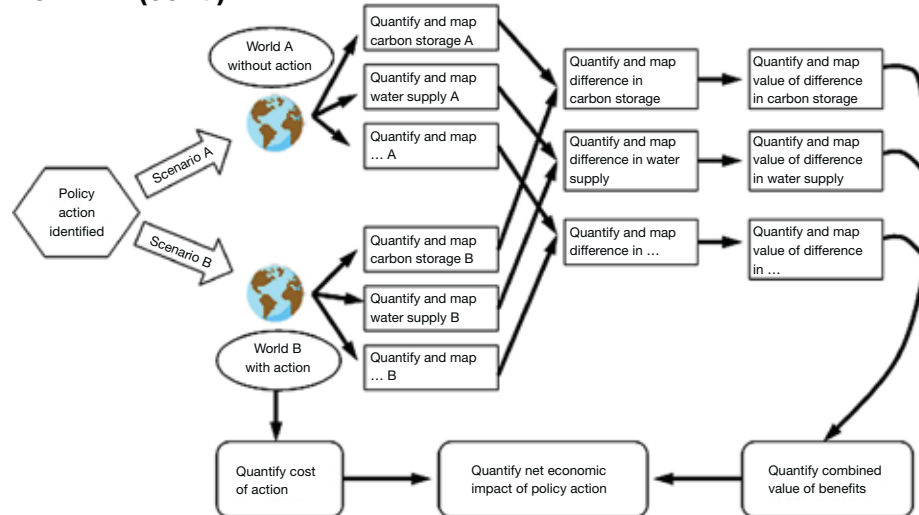 World A
without action
Quantify and map
carbon storage A
Quantify and map
water supply A
Quantify and map
... A
Quantify and map
difference in
carbon storage
Quantify and map
value of difference
in carbon storage
Quantify and map
difference in water
supply
Quantify and map
value of difference
in water supply
Policy
action
identified
Scenario A
Scenario B
Quantify and map
carbon storage B
Quantify and map
water supply B
Quantify and map
... B
Quantify and map
difference in ...
Quantify and map
value of difference
in ...
World B
with action
Quantify cost
of action
Quantify net economic
impact of policy action
Quantify combined
value of benefits